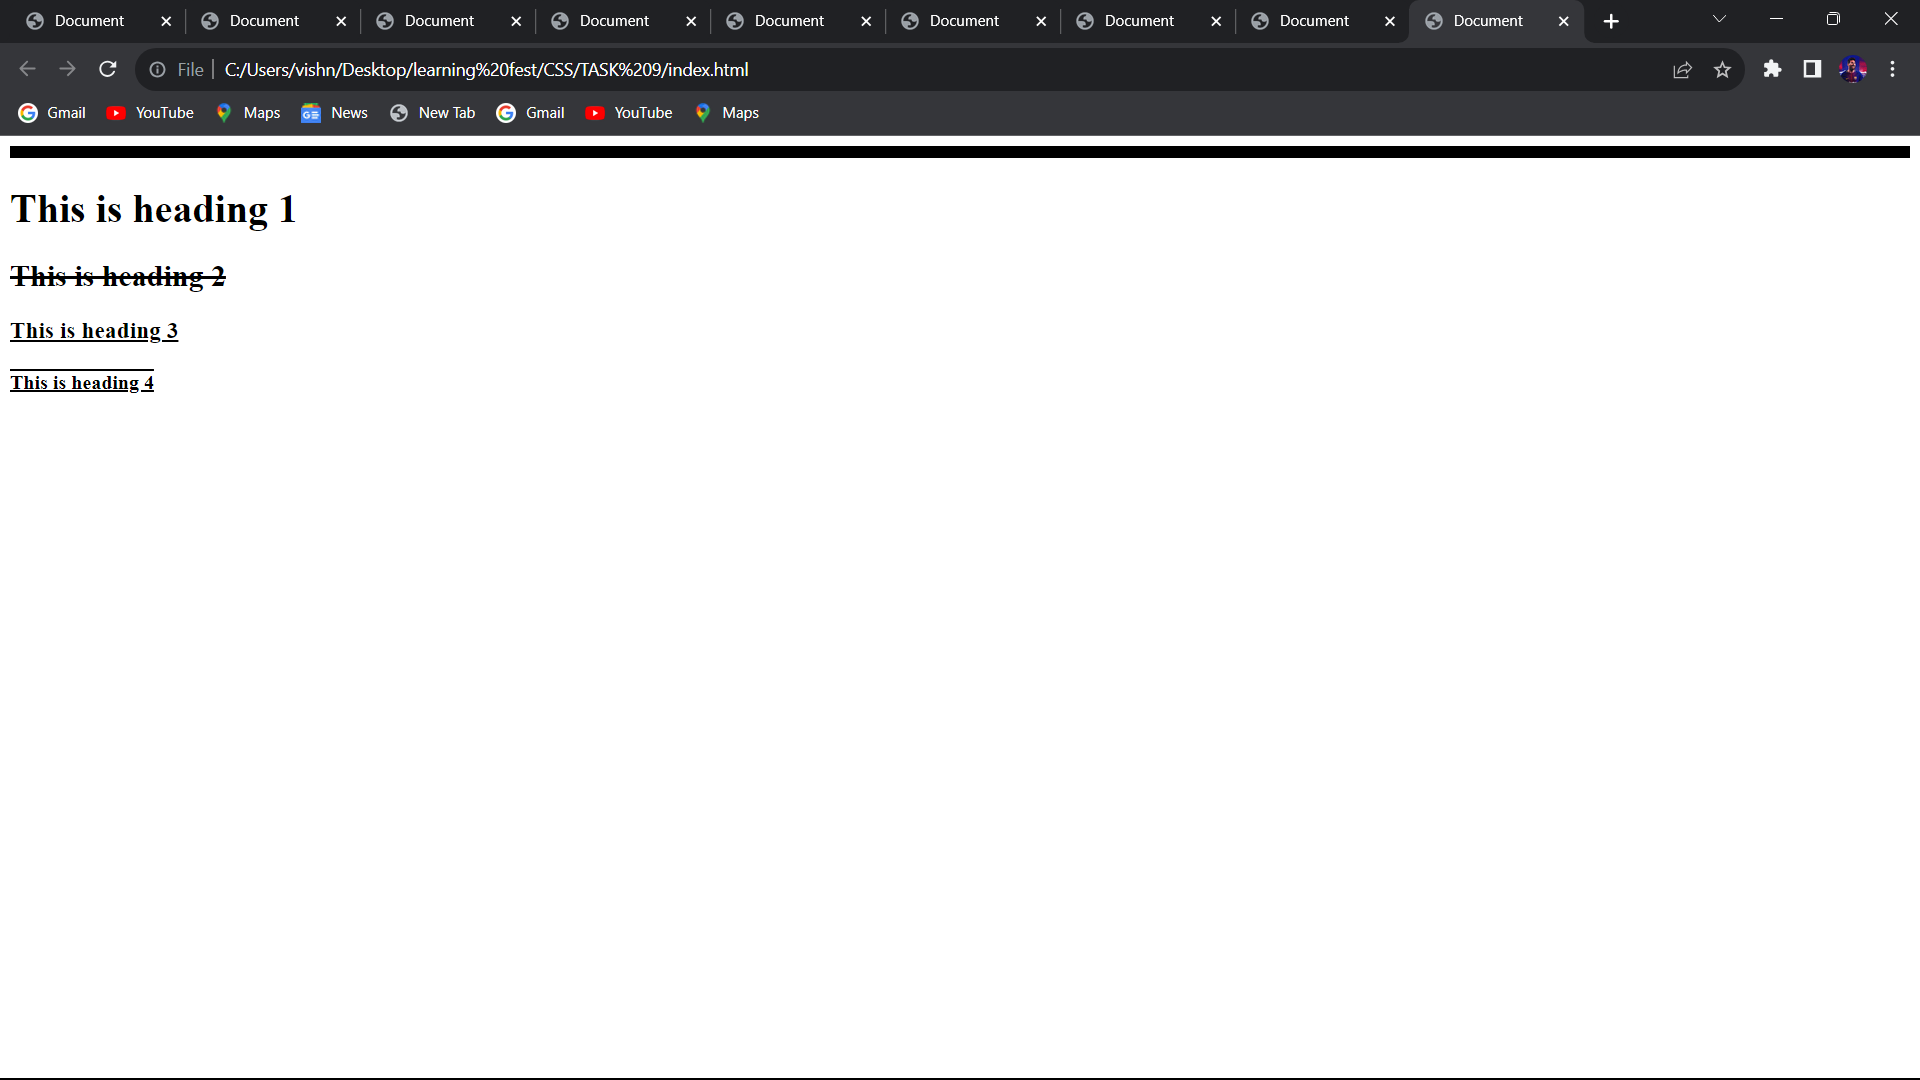 Document Document Document Document Document Document Document Document Document
File C:/Users/vishn/Desktop/learning%20fest/CSS/TASK%209/index.html
Gmail YouTube Maps News New Tab Gmail YouTube Maps
This is heading 1
This is heading 2
This is heading 3
This is heading 4